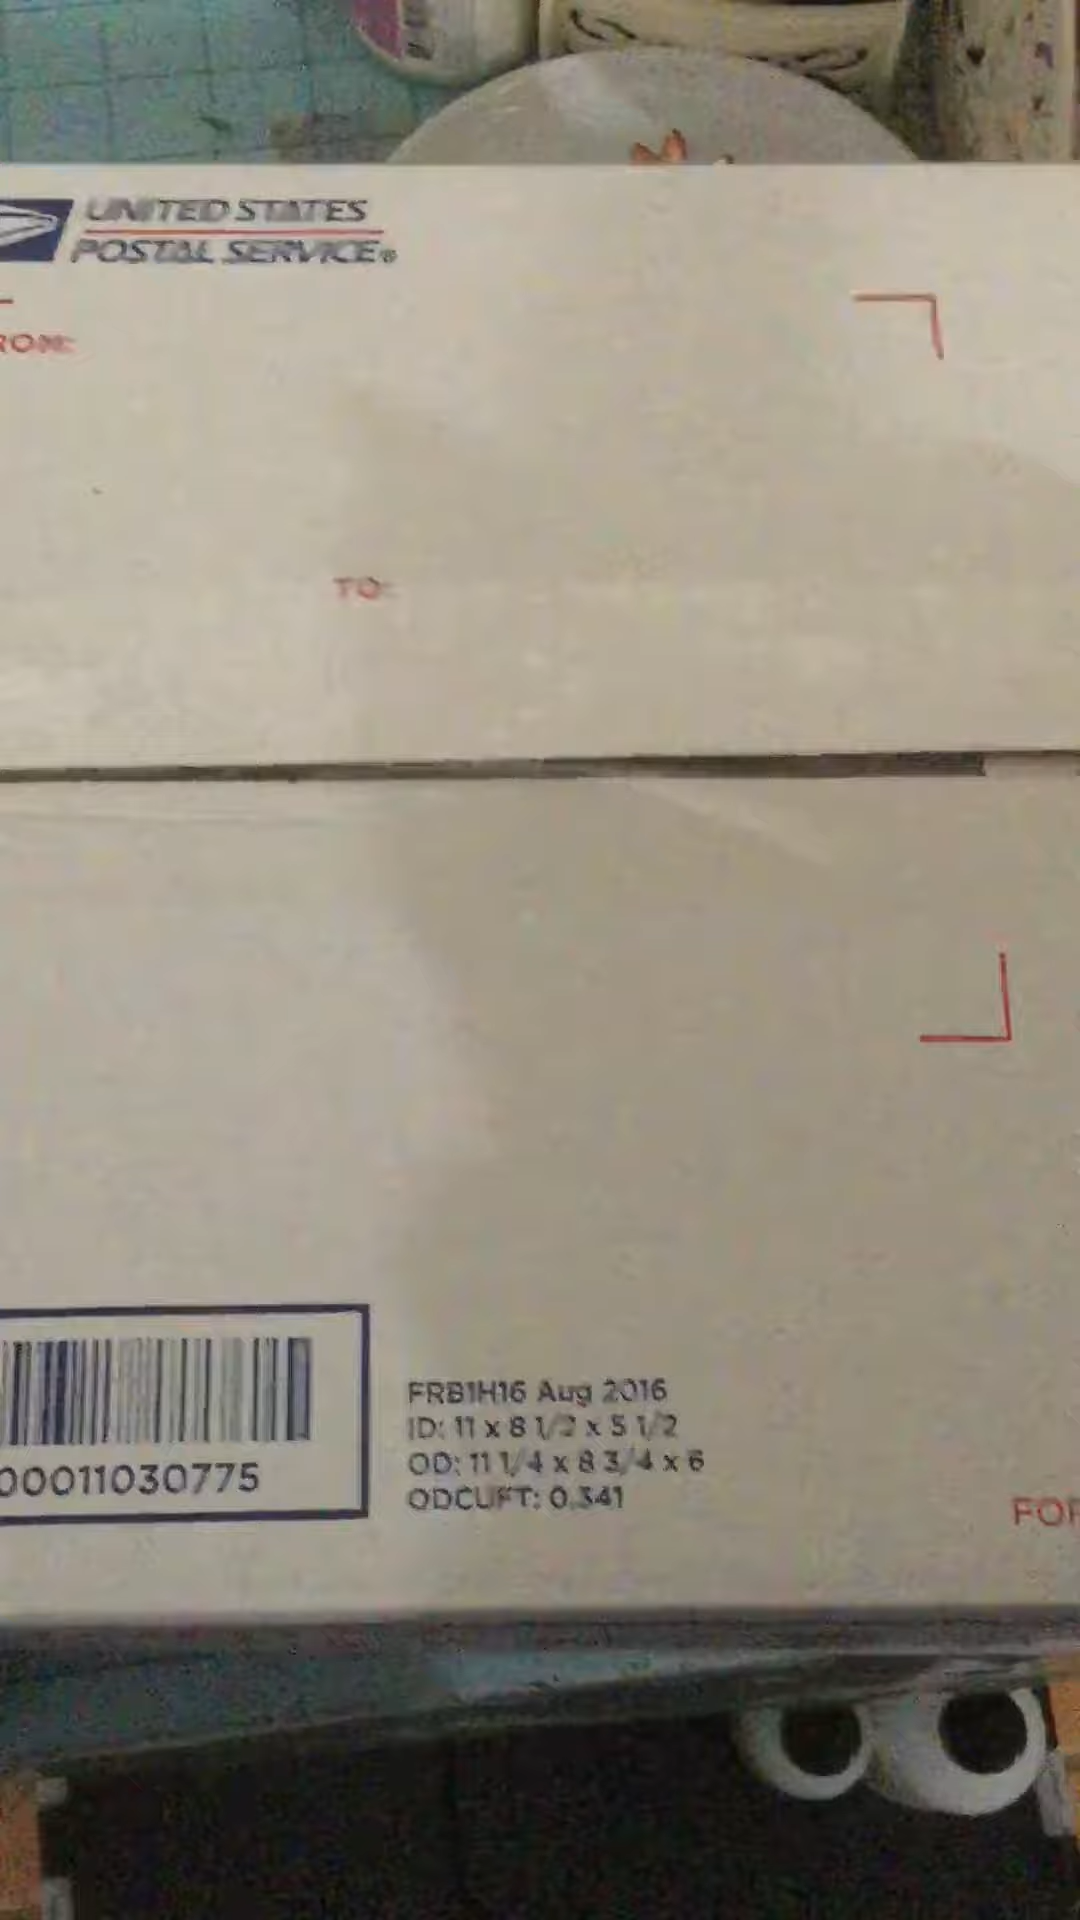 UNITED STATES
POSTAL SERVICE®
ROM:
TO:
FRB1H16 Aug 2016
ID: 11 x 8 1/2 x 5 1/2
OD: 11 1/4 x 8 3/4 x 6
ODCUFT: 0.341
00011030775
FOR